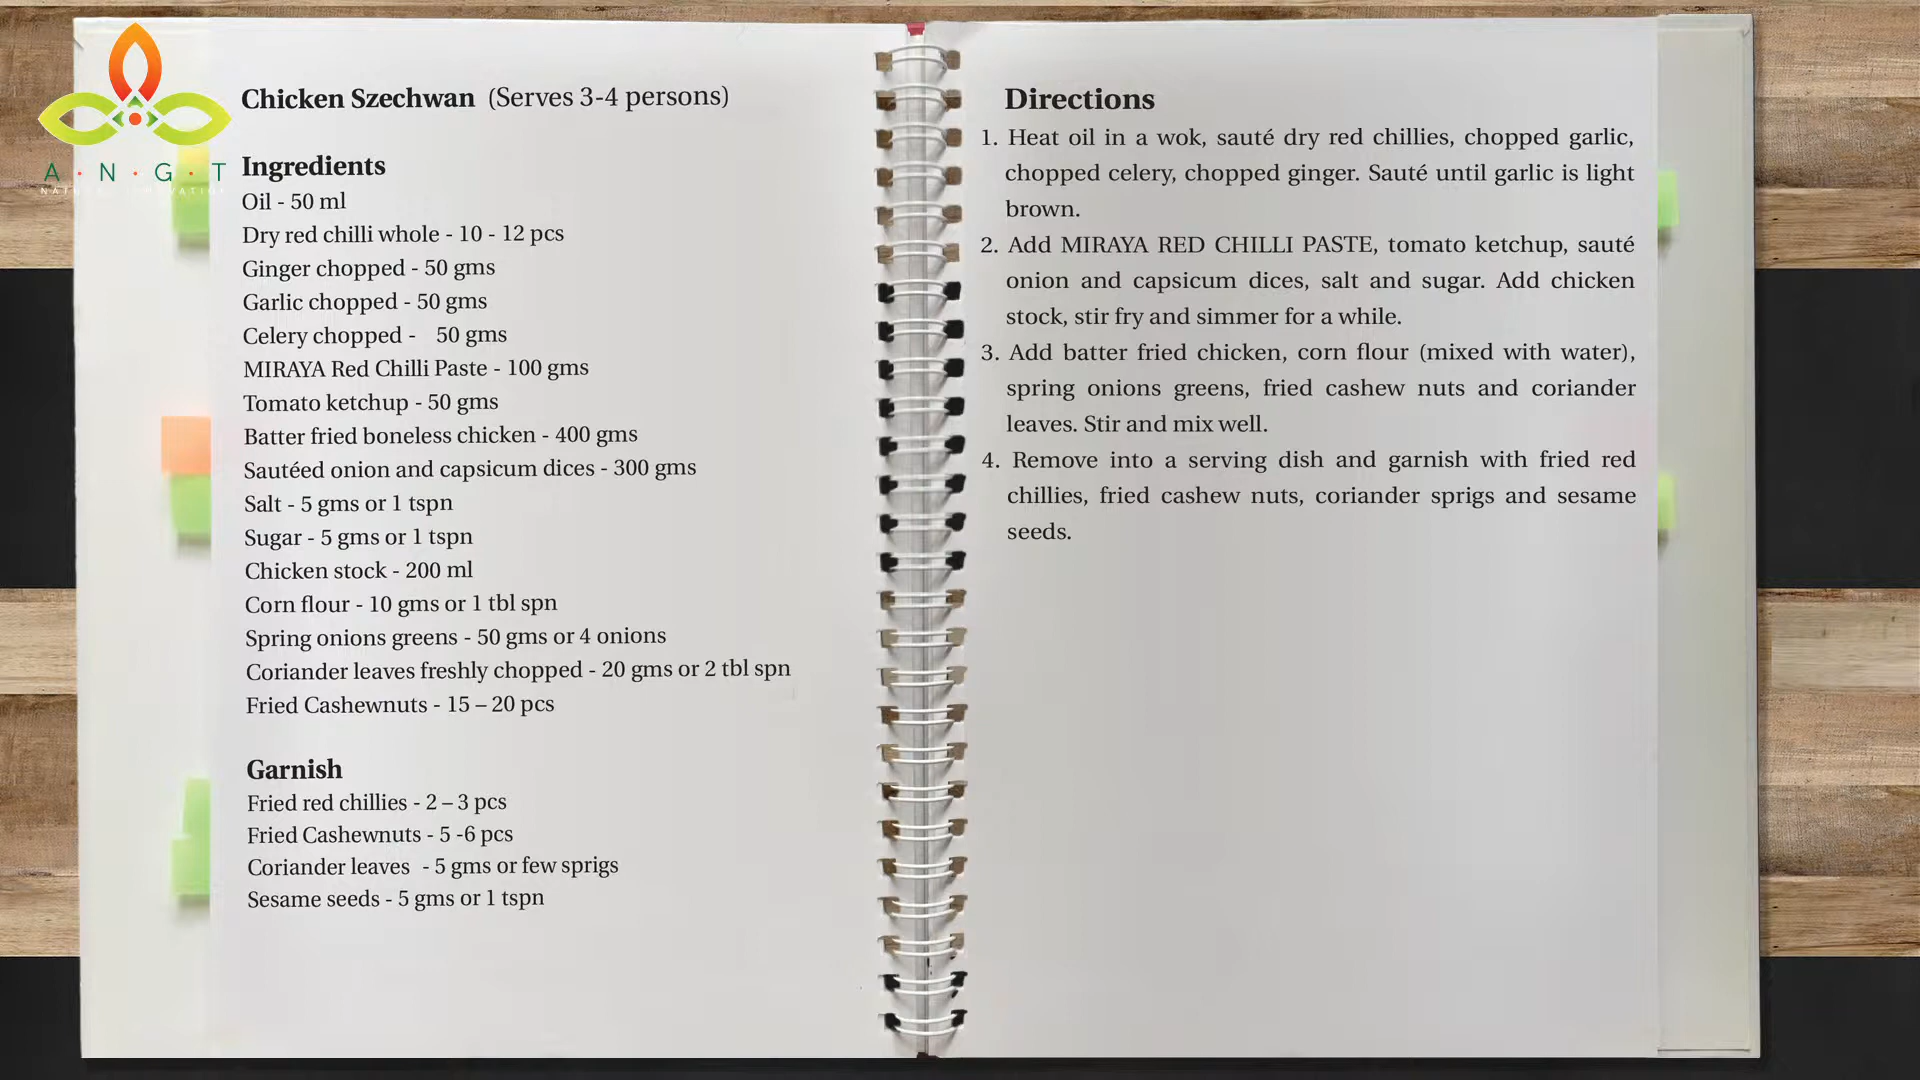 A · N · G · T
Chicken Szechwan (Serves 3-4 persons)
Ingredients
Oil - 50 ml
Dry red chilli whole - 10 - 12 pcs
Ginger chopped - 50 gms
Garlic chopped - 50 gms
Celery chopped - 50 gms
MIRAYA Red Chilli Paste - 100 gms
Tomato ketchup - 50 gms
Batter fried boneless chicken - 400 gms
Sautéed onion and capsicum dices - 300 gms
Salt - 5 gms or 1 tspn
Sugar - 5 gms or 1 tspn
Chicken stock - 200 ml
Corn flour - 10 gms or 1 tbl spn
Spring onions greens - 50 gms or 4 onions
Coriander leaves freshly chopped - 20 gms or 2 tbl spn
Fried Cashewnuts - 15 – 20 pcs
Garnish
Fried red chillies - 2 – 3 pcs
Fried Cashewnuts - 5 -6 pcs
Coriander leaves - 5 gms or few sprigs
Sesame seeds - 5 gms or 1 tspn
Directions
1. Heat oil in a wok, sauté dry red chillies, chopped garlic,
chopped celery, chopped ginger. Sauté until garlic is light
brown.
2. Add MIRAYA RED CHILLI PASTE, tomato ketchup, sauté
onion and capsicum dices, salt and sugar. Add chicken
stock, stir fry and simmer for a while.
3. Add batter fried chicken, corn flour (mixed with water),
spring onions greens, fried cashew nuts and coriander
leaves. Stir and mix well.
4. Remove into a serving dish and garnish with fried red
chillies, fried cashew nuts, coriander sprigs and sesame
seeds.